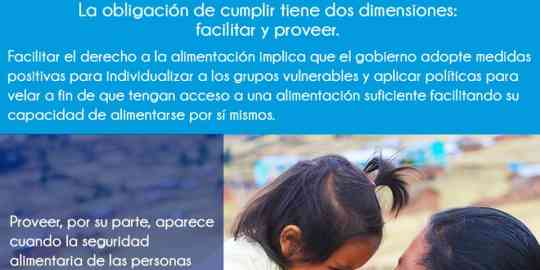 La obligación de cumplir tiene dos dimensiones:
facilitar y proveer.
Facilitar el derecho a la alimentación implica que el gobierno adopte medidas
positivas para individualizar a los grupos vulnerables y aplicar políticas para
velar a fin de que tengan acceso a una alimentación suficiente facilitando su
capacidad de alimentarse por sí mismos.
Proveer, por su parte, aparece
cuando la seguridad
alimentaria de las personas